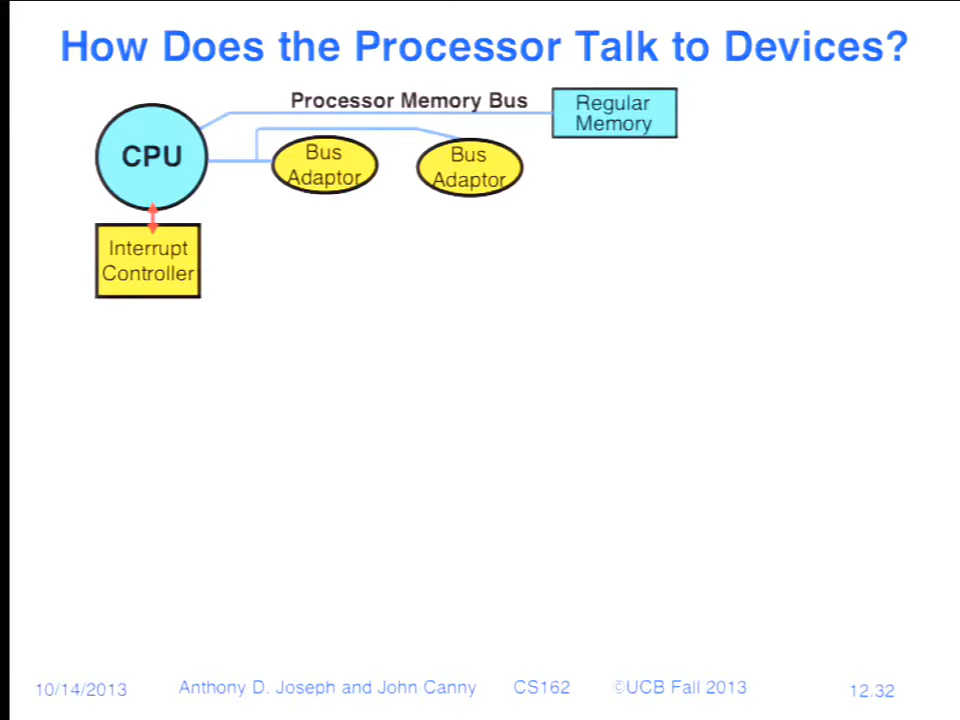 How Does the Processor Talk to Devices?
Processor Memory Bus
Regular
Memory
CPU
Bus
Adaptor
Bus
Adaptor
Interrupt
Controller
10/14/2013
Anthony D. Joseph and John Canny
CS162
©UCB Fall 2013
12.32